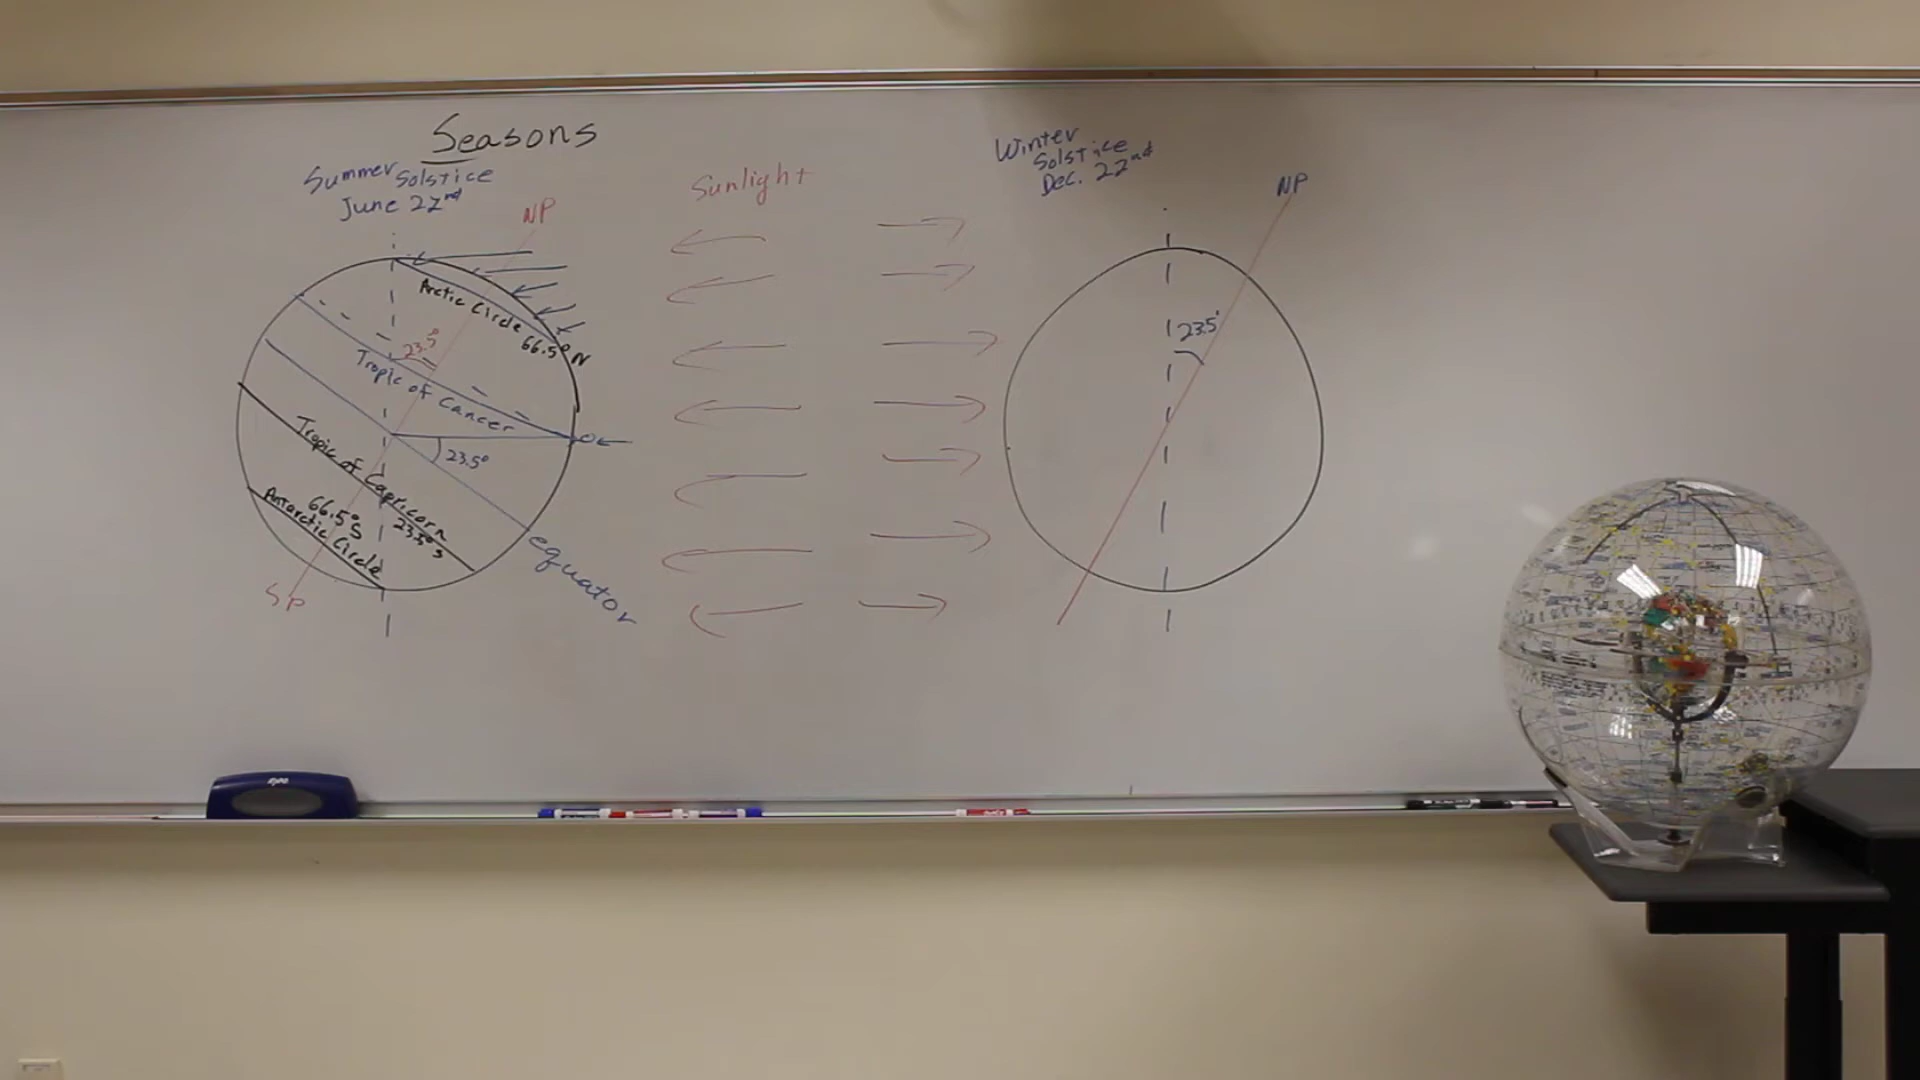 Seasons
Summer Solstice
June 22nd
NP
Arctic Circle
66.5° N
23.5°
Tropic of Cancer
23.5°
Tropic of Capricorn
23.5° S
66.5° S
Antarctic Circle
SP
equator
Sunlight
Winter
Solstice
Dec. 22nd
NP
23.5°
expo